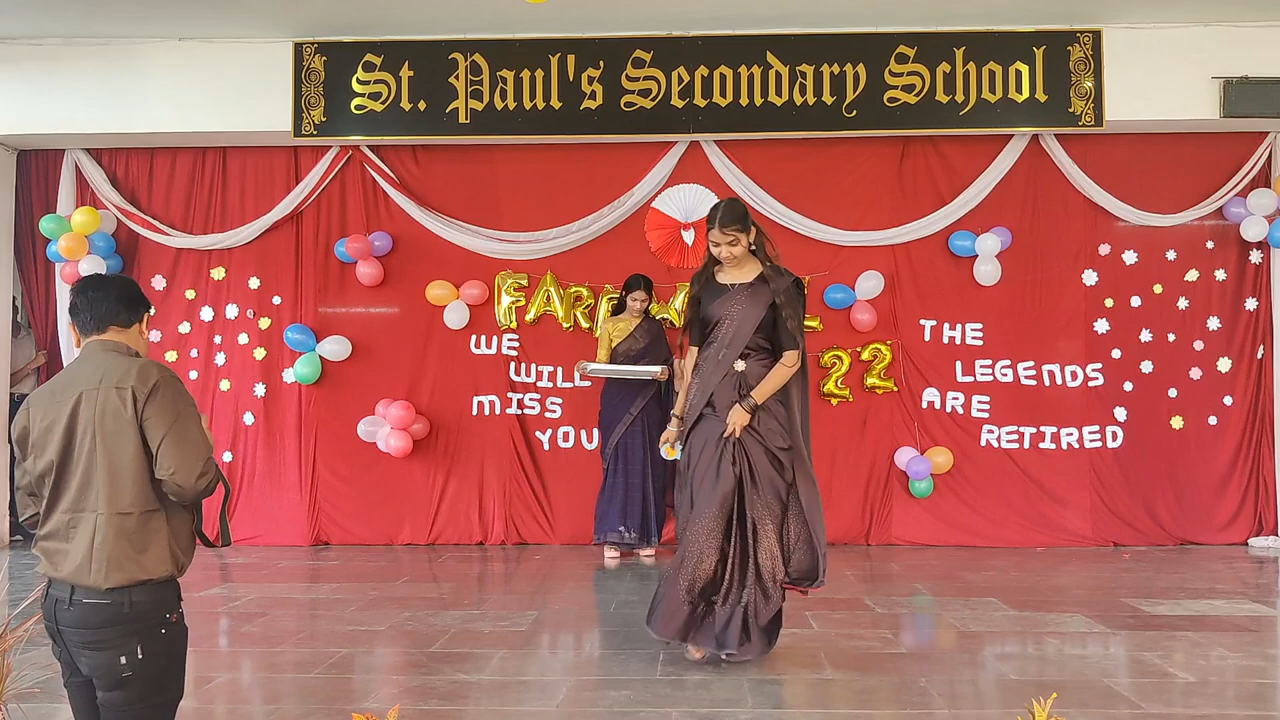 St. Paul's Secondary School
WE
WILL
MISS
YOU
22
THE
LEGENDS
ARE
RETIRED